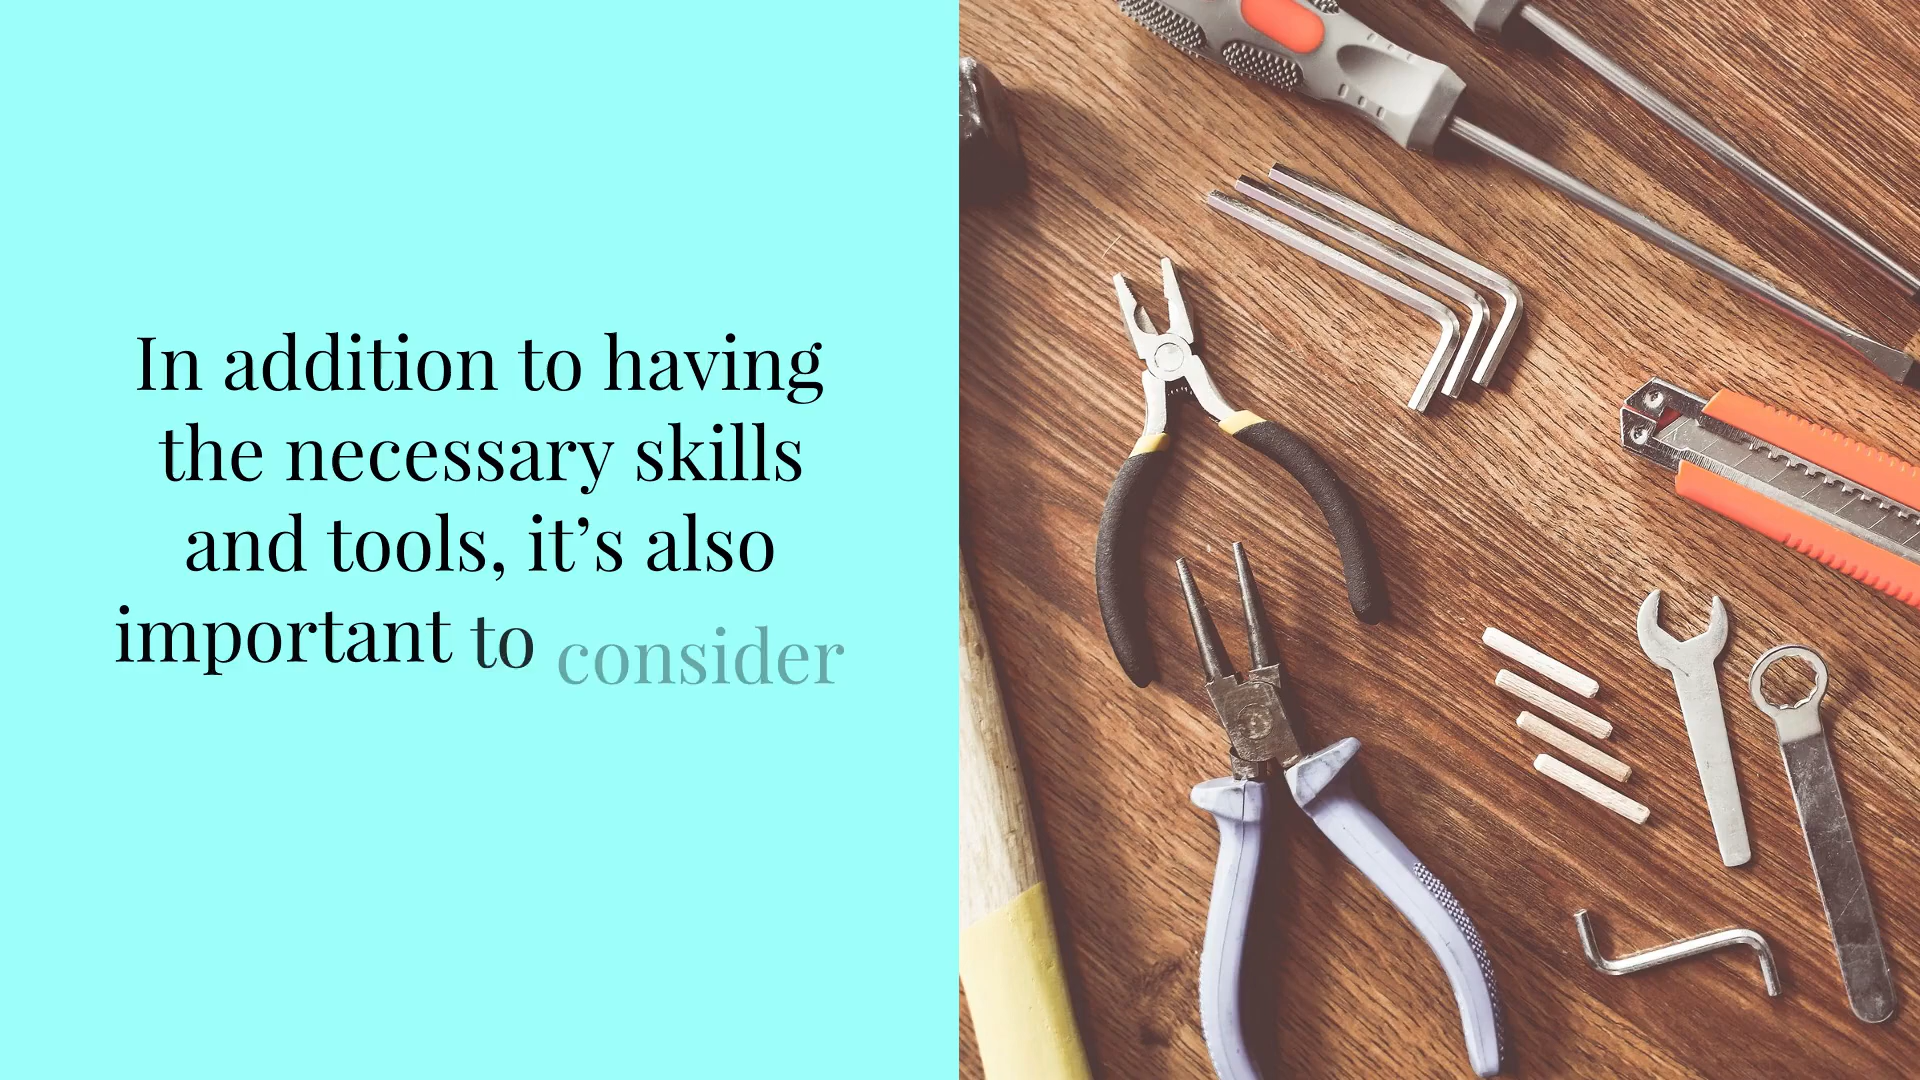 In addition to having
the necessary skills
and tools, it’s also
important to consider